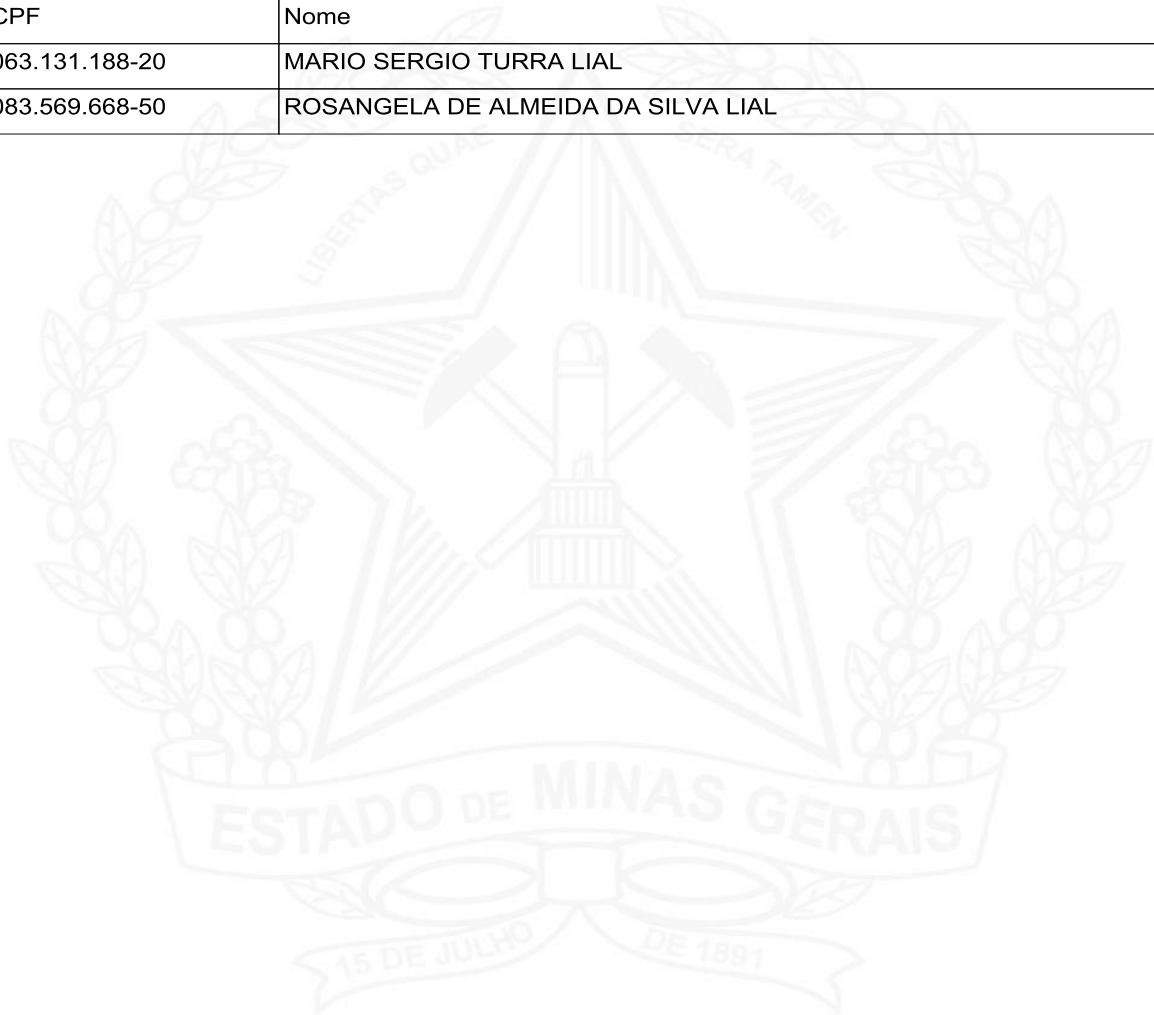 CPF Nome
063.131.188-20 MARIO SERGIO TURRA LIAL
083.569.668-50 ROSANGELA DE ALMEIDA DA SILVA LIAL
LIBERTAS QUAE SERA TAMEN
ESTADO DE MINAS GERAIS
15 DE JULHO DE 1891